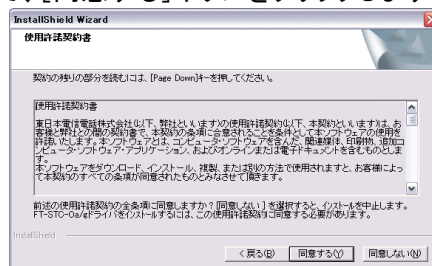 [同意する]ボタンをクリックします
InstallShield Wizard
使用許諾契約書
契約の残りの部分を読むには、[Page Down]キーを押してください。
使用許諾契約書
東日本電信電話株式会社(以下、弊社といいます)の使用許諾契約(以下、本契約といいます)は、お
客様と弊社との間の契約書で、本契約の条項に合意されることを条件として本ソフトウェアの使用を
許諾いたします。本ソフトウェアとは、コンピュータ・ソフトウェアを含んだ、関連媒体、印刷物、追加コ
ンピュータ・ソフトウェア・アプリケーション、およびオンラインまたは電子ドキュメントを含むものとしま
す。
本ソフトウェアをダウンロード、インストール、複製、または別の方法で使用されますと、お客様によっ
て本契約のすべての条項が同意されたものとみなさせて頂きます。
前述の使用許諾契約の全条項に同意しますか?[同意しない]を選択すると、インストールを中止します。
FT-STC-Oa/gドライバをインストールするには、この使用許諾契約に同意する必要があります。
InstallShield
< 戻る(B)
同意する(Y)
同意しない(N)